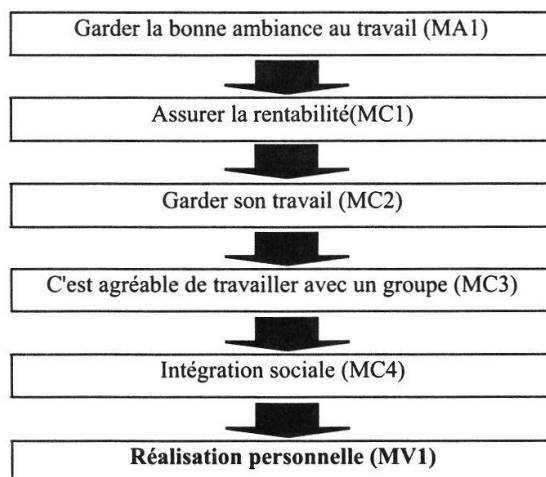 Garder la bonne ambiance au travail (MA1)
Assurer la rentabilité(MC1)
Garder son travail (MC2)
C'est agréable de travailler avec un groupe (MC3)
Intégration sociale (MC4)
Réalisation personnelle (MV1)